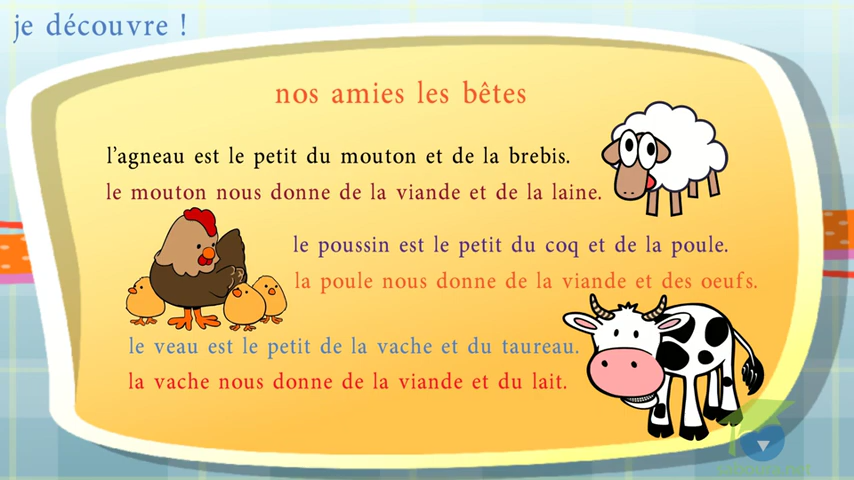 je découvre !
nos amies les bêtes
l'agneau est le petit du mouton et de la brebis.
le mouton nous donne de la viande et de la laine.
le poussin est le petit du coq et de la poule.
la poule nous donne de la viande et des oeufs.
le veau est le petit de la vache et du taureau.
la vache nous donne de la viande et du lait.